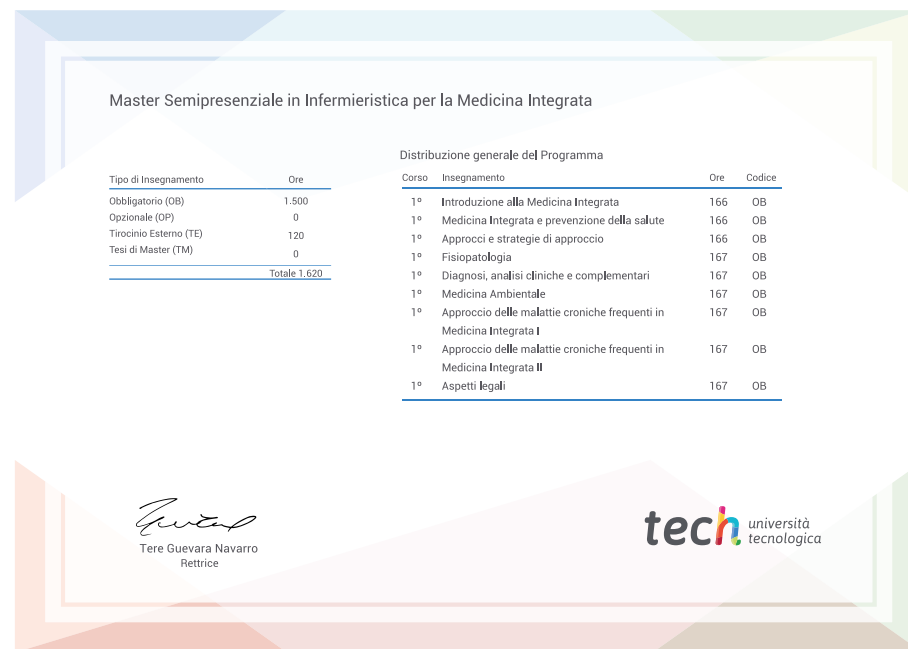 Master Semipresenziale in Infermieristica per la Medicina Integrata
Tipo di Insegnamento Ore
Obbligatorio (OB) 1.500
Opzionale (OP) 0
Tirocinio Esterno (TE) 120
Tesi di Master (TM) 0
Totale 1.620
Distribuzione generale del Programma
Corso Insegnamento Ore Codice
1º Introduzione alla Medicina Integrata 166 OB
1º Medicina Integrata e prevenzione della salute 166 OB
1º Approcci e strategie di approccio 166 OB
1º Fisiopatologia 167 OB
1º Diagnosi, analisi cliniche e complementari 167 OB
1º Medicina Ambientale 167 OB
1º Approccio delle malattie croniche frequenti in 167 OB
Medicina Integrata I
1º Approccio delle malattie croniche frequenti in 167 OB
Medicina Integrata II
1º Aspetti legali 167 OB
Tere Guevara Navarro
Rettrice
tech università
tecnologica